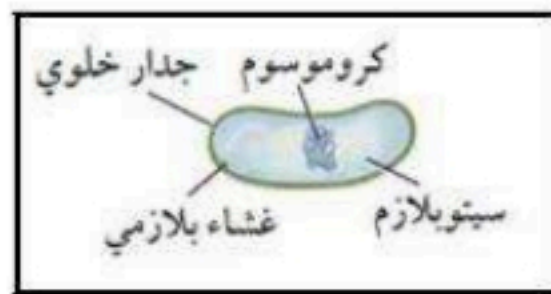 كروموسوم
جدار خلوي
سيتوبلازم
غشاء بلازمي